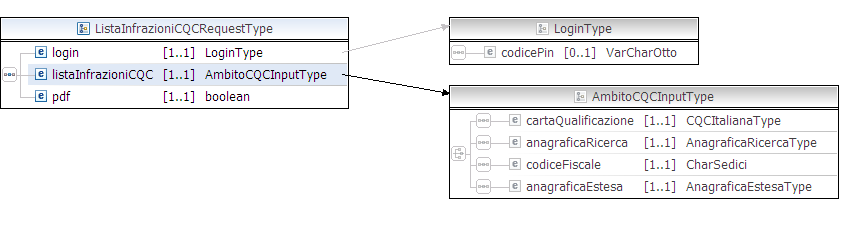 ListaInfrazioniCQCRequestType
login [1..1] LoginType
listaInfrazioniCQC [1..1] AmbitoCQCInputType
pdf [1..1] boolean
LoginType
codicePin [0..1] VarCharOtto
AmbitoCQCInputType
cartaQualificazione [1..1] CQCItalianaType
anagraficaRicerca [1..1] AnagraficaRicercaType
codiceFiscale [1..1] CharSedici
anagraficaEstesa [1..1] AnagraficaEstesaType